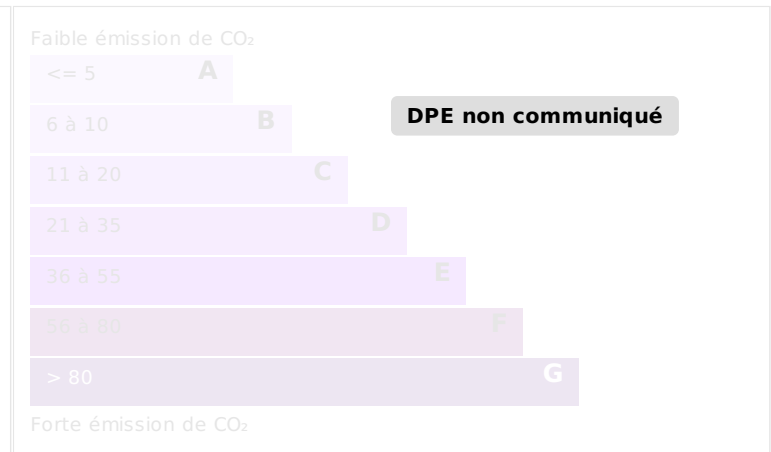 Faible émission de CO₂
<= 5 A
6 à 10 B
DPE non communiqué
11 à 20 C
21 à 35 D
36 à 55 E
56 à 80 F
> 80 G
Forte émission de CO₂